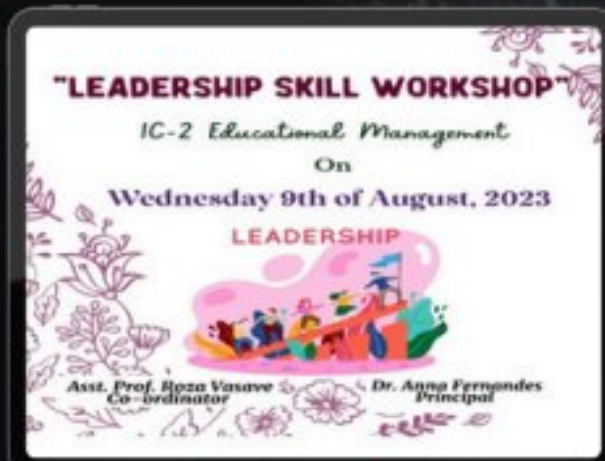 "LEADERSHIP SKILL WORKSHOP"
IC-2 Educational Management
On
Wednesday 9th of August, 2023
LEADERSHIP
Asst. Prof. Roza Vasave
Co-ordinator
Dr. Anna Fernandes
Principal